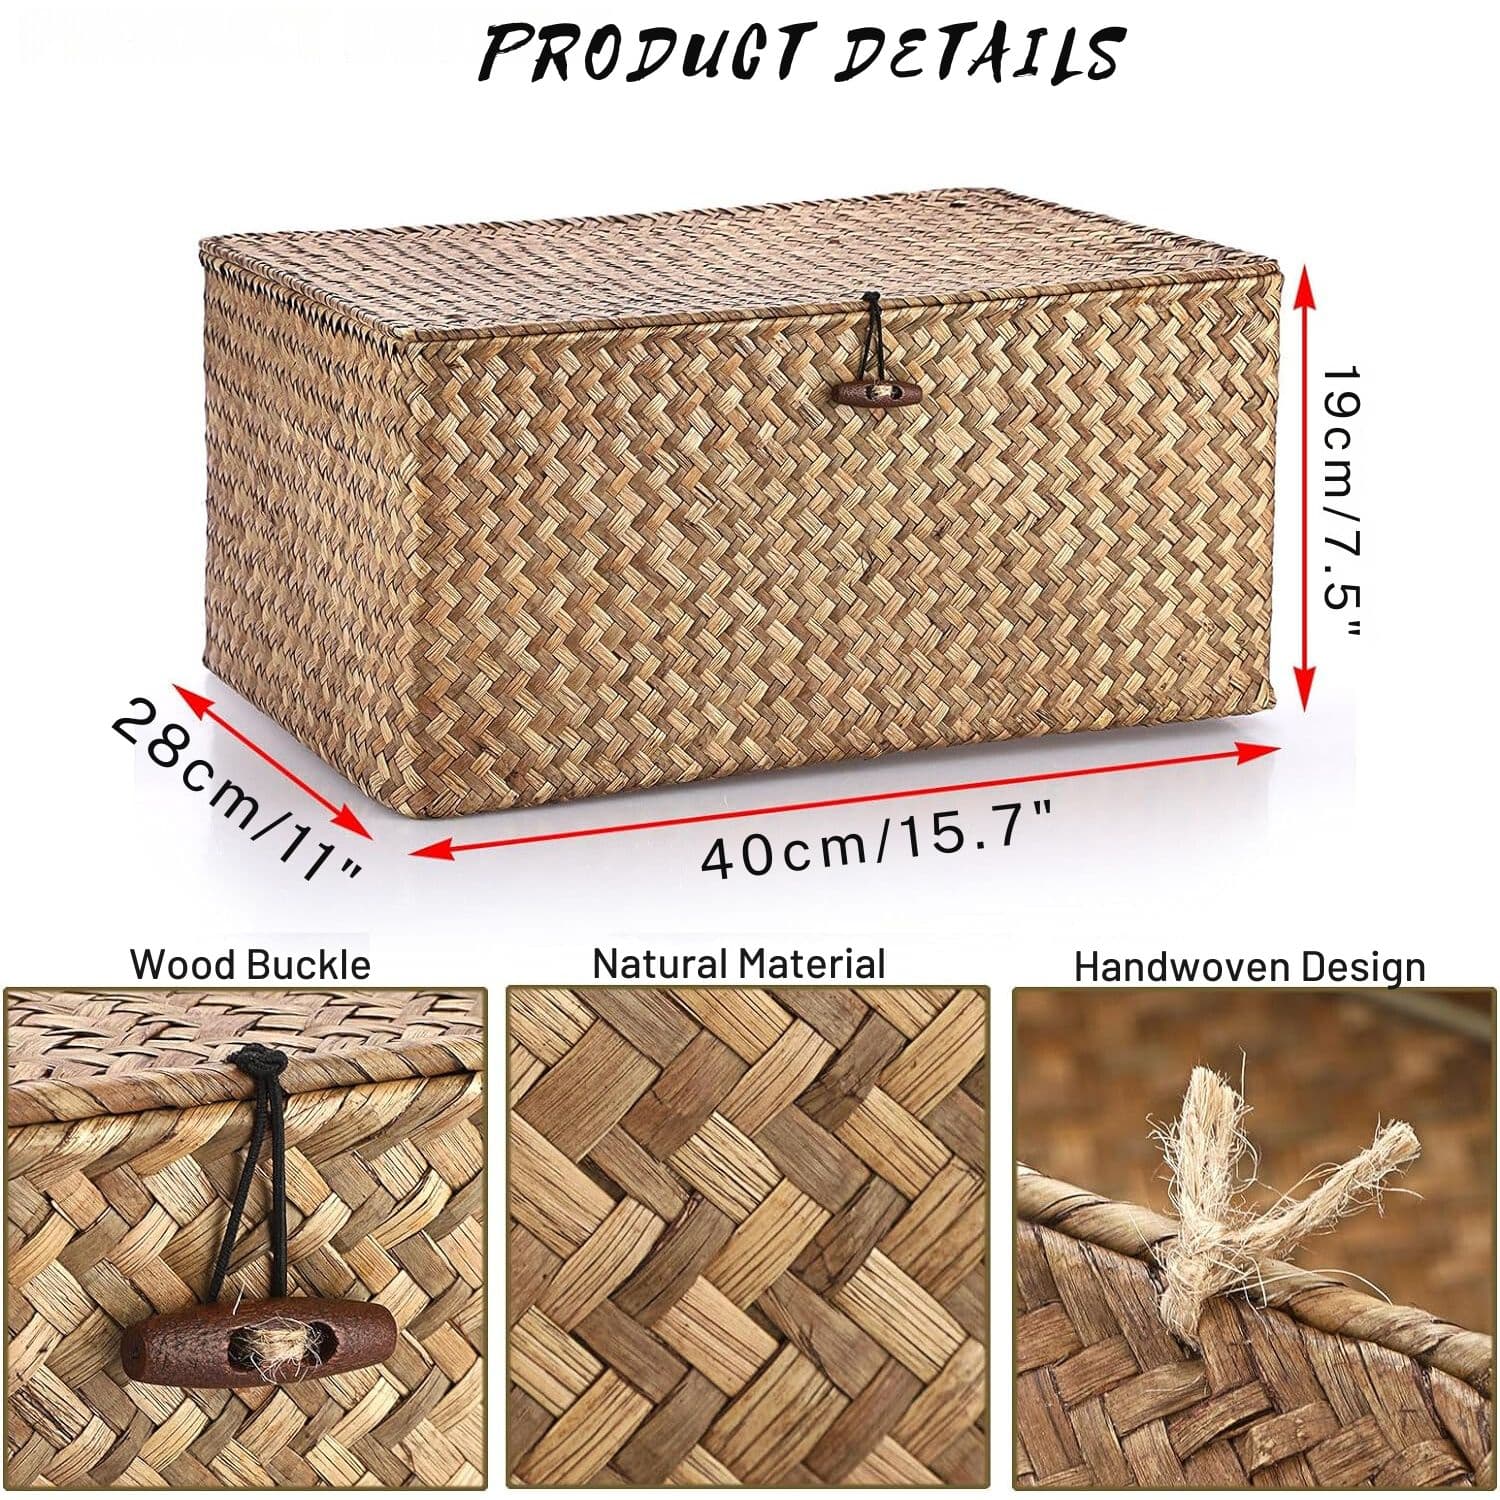 PRODUCT DETAILS
19cm/7.5"
28cm/11"
40cm/15.7"
Wood Buckle
Natural Material
Handwoven Design